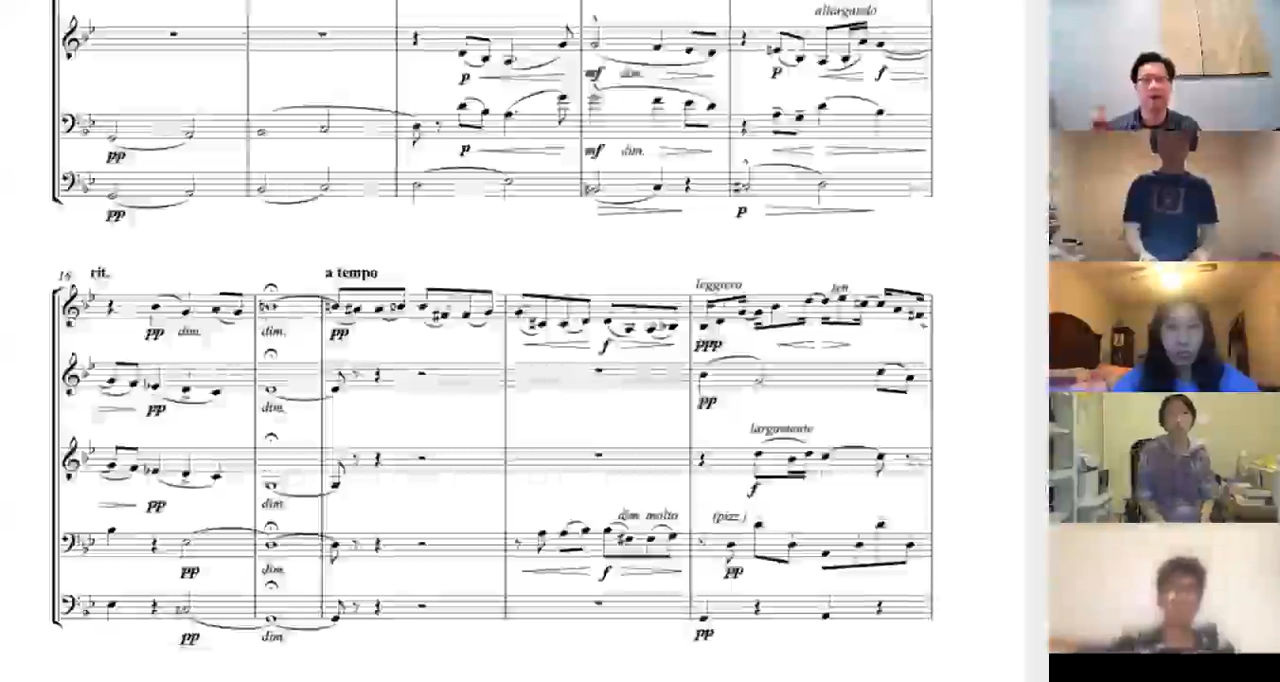 allargando
p mf dim. p f
pp p mf dim.
pp p
16 rit. a tempo leggiero ten
pp dim. dim. pp f ppp
pp dim. pp
largamente
pp dim f
dim molto (pizz.)
pp dim. f pp
pp dim pp